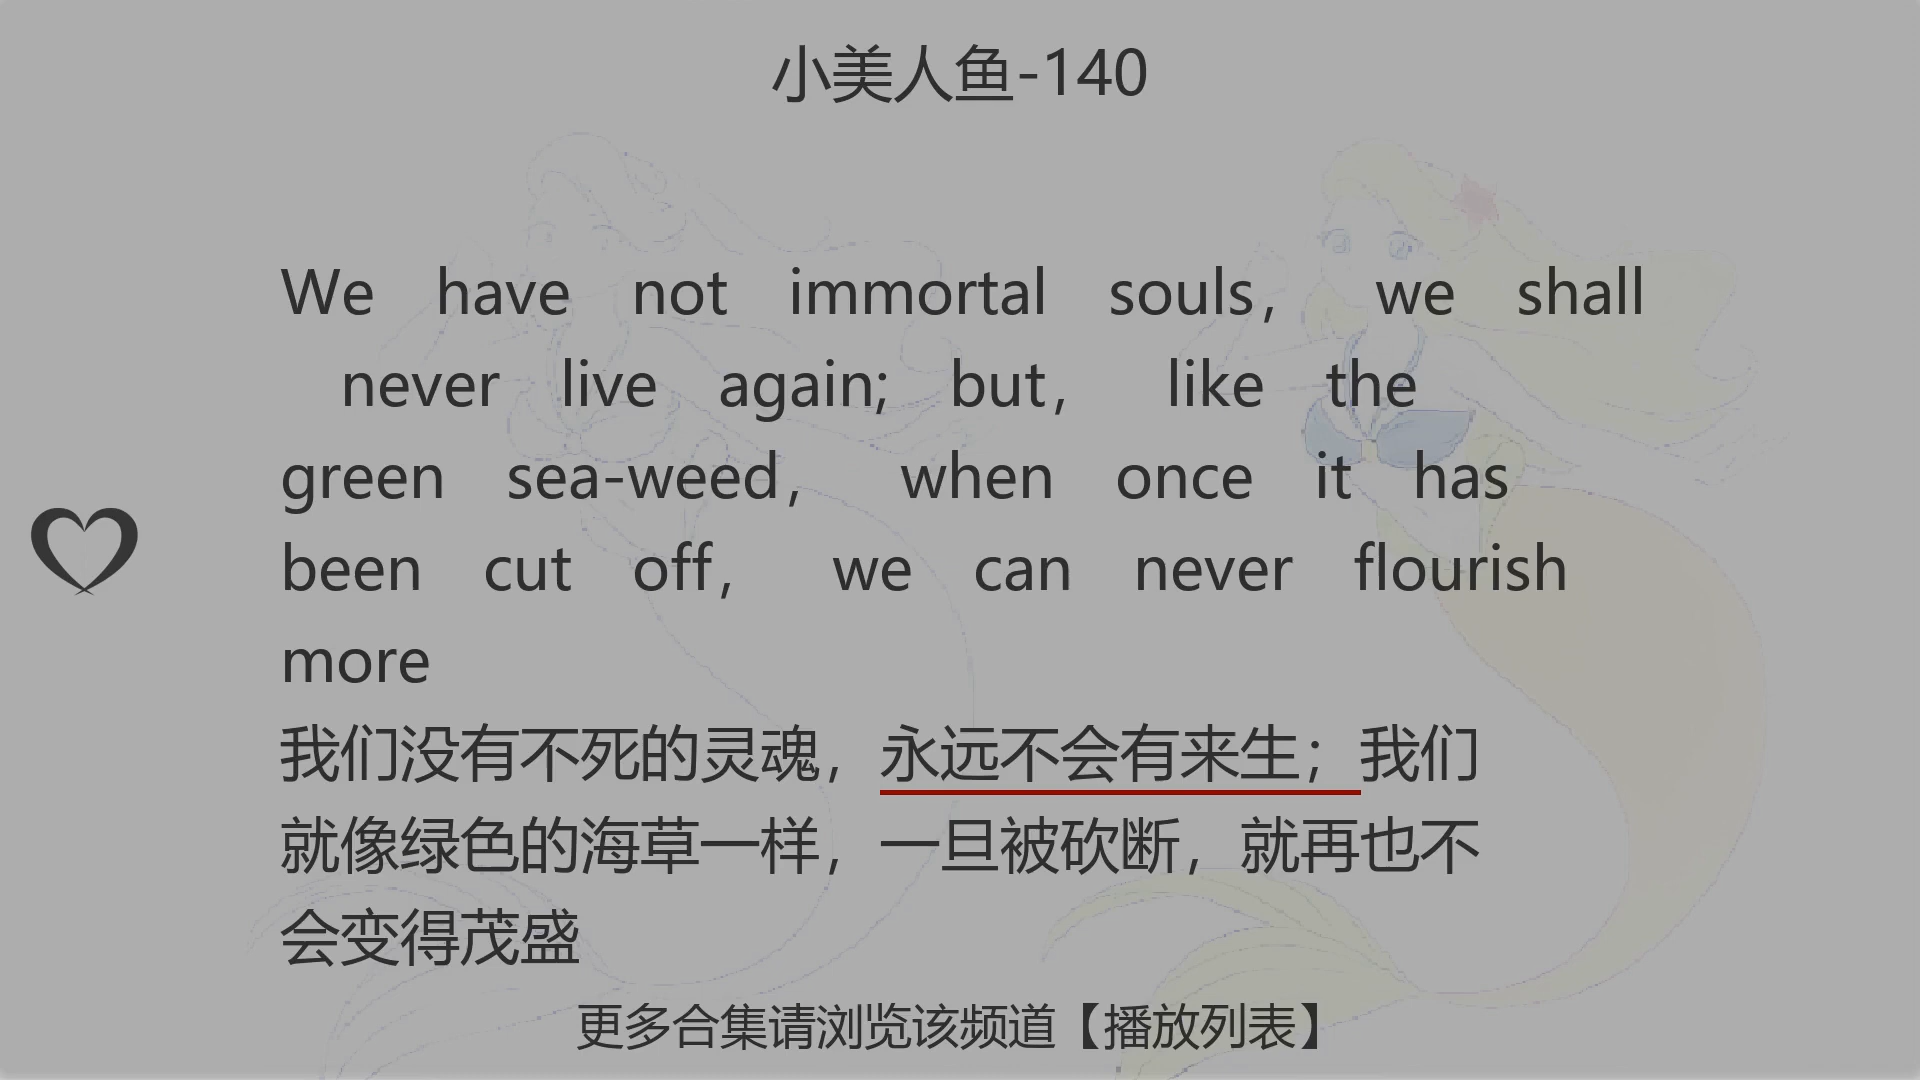 小美人鱼-140
We have not immortal souls, we shall
never live again; but, like the
green sea-weed, when once it has
been cut off, we can never flourish
more
我们没有不死的灵魂，永远不会有来生；我们
就像绿色的海草一样，一旦被砍断，就再也不
会变得茂盛
更多合集请浏览该频道【播放列表】